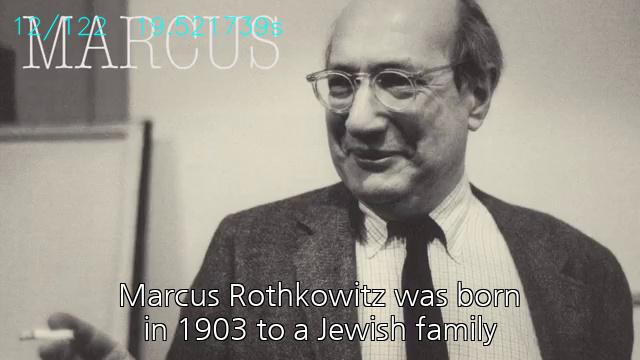 12/122 19.521739s
MARCUS
Marcus Rothkowitz was born
in 1903 to a Jewish family